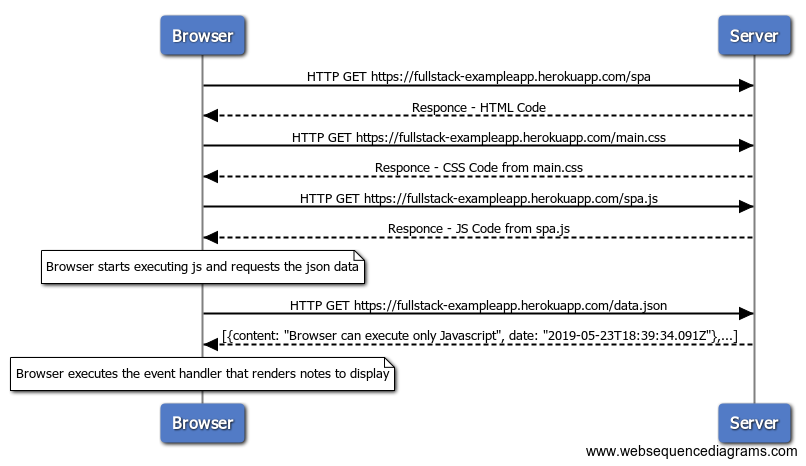 Browser
Server
HTTP GET https://fullstack-exampleapp.herokuapp.com/spa
Responce - HTML Code
HTTP GET https://fullstack-exampleapp.herokuapp.com/main.css
Responce - CSS Code from main.css
HTTP GET https://fullstack-exampleapp.herokuapp.com/spa.js
Responce - JS Code from spa.js
Browser starts executing js and requests the json data
HTTP GET https://fullstack-exampleapp.herokuapp.com/data.json
[{content: "Browser can execute only Javascript", date: "2019-05-23T18:39:34.091Z"},...]
Browser executes the event handler that renders notes to display
Browser
Server
www.websequencediagrams.com